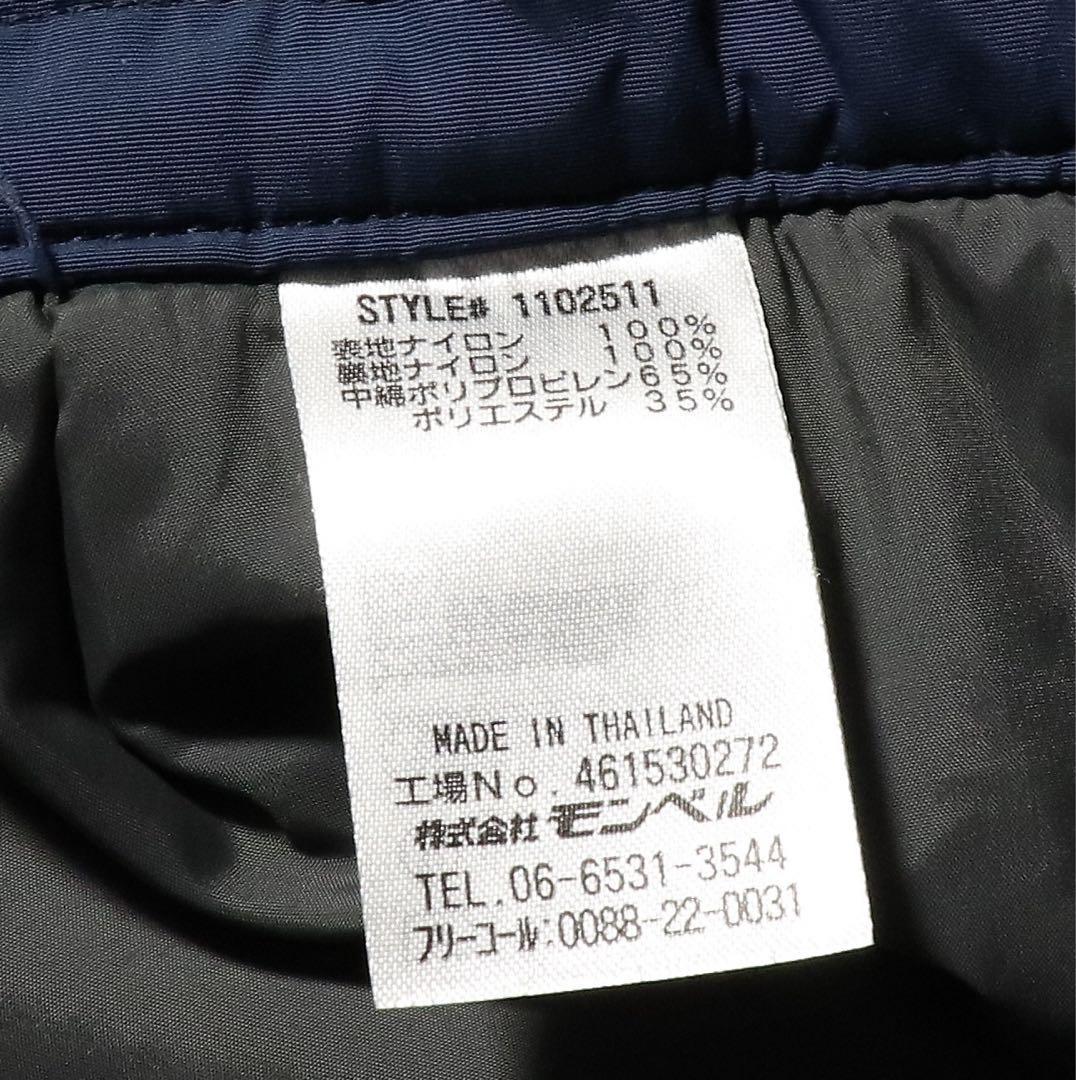 STYLE# 1102511
表地ナイロン 100%
裏地ナイロン 100%
中綿ポリプロピレン65%
ポリエステル 35%
MADE IN THAILAND
工場No. 461530272
株式会社モンベル
TEL. 06-6531-3544
フリーコール:0088-22-0031